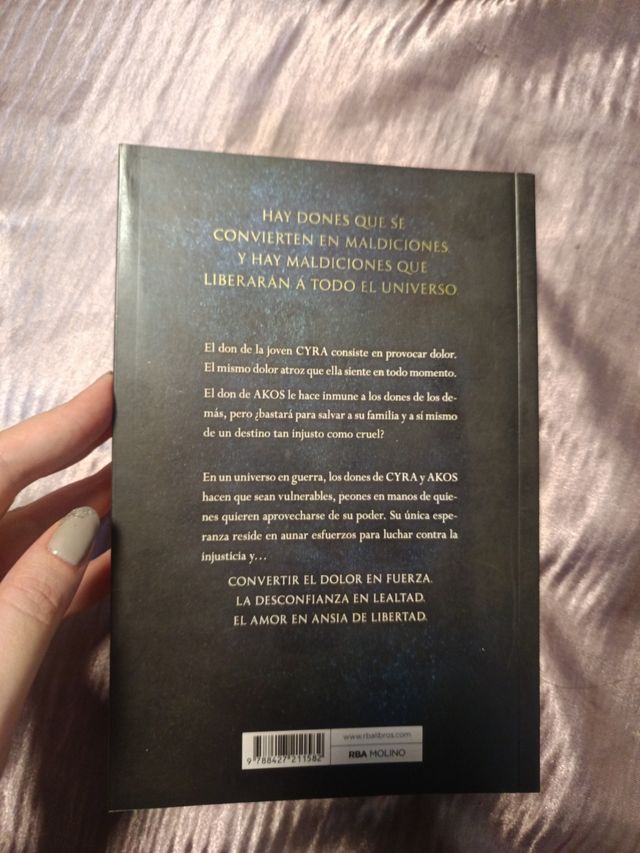 HAY DONES QUE SE
CONVIERTEN EN MALDICIONES
Y HAY MALDICIONES QUE
LIBERARÁN A TODO EL UNIVERSO
El don de la joven CYRA consiste en provocar dolor.
El mismo dolor atroz que ella siente en todo momento.
El don de AKOS le hace inmune a los dones de los de-
más, pero ¿bastará para salvar a su familia y a sí mismo
de un destino tan injusto como cruel?
En un universo en guerra, los dones de CYRA y AKOS
hacen que sean vulnerables, peones en manos de quie-
nes quieren aprovecharse de su poder. Su única espe-
ranza reside en aunar esfuerzos para luchar contra la
injusticia y…
CONVERTIR EL DOLOR EN FUERZA.
LA DESCONFIANZA EN LEALTAD.
EL AMOR EN ANSIA DE LIBERTAD.
www.rbalibros.com
RBA MOLINO
9 788427 211582